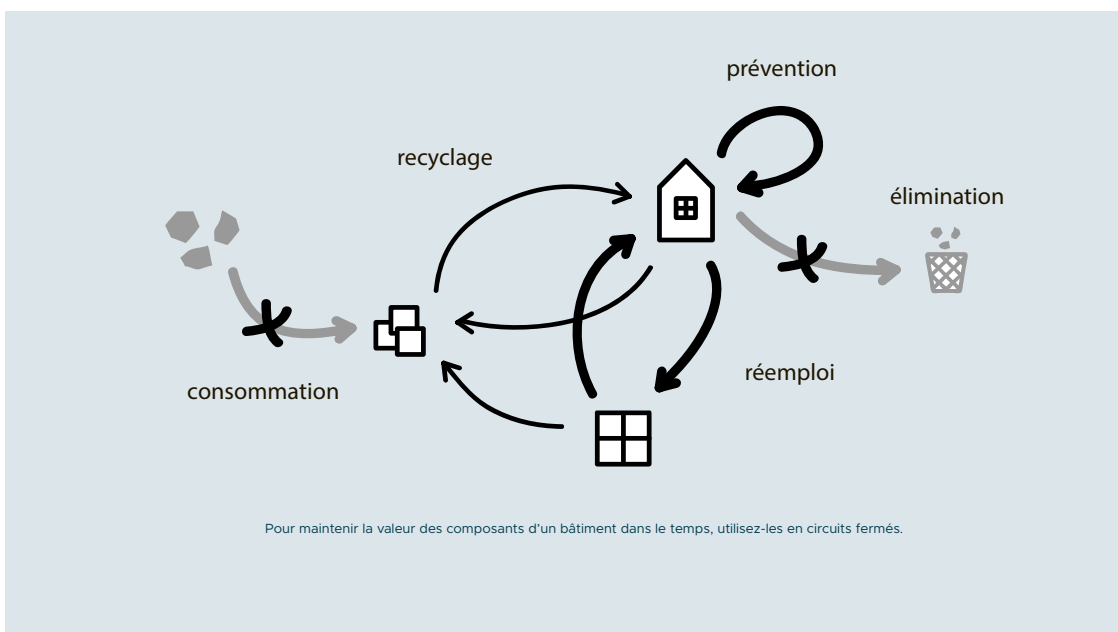 prévention
recyclage
élimination
réemploi
consommation
Pour maintenir la valeur des composants d'un bâtiment dans le temps, utilisez-les en circuits fermés.